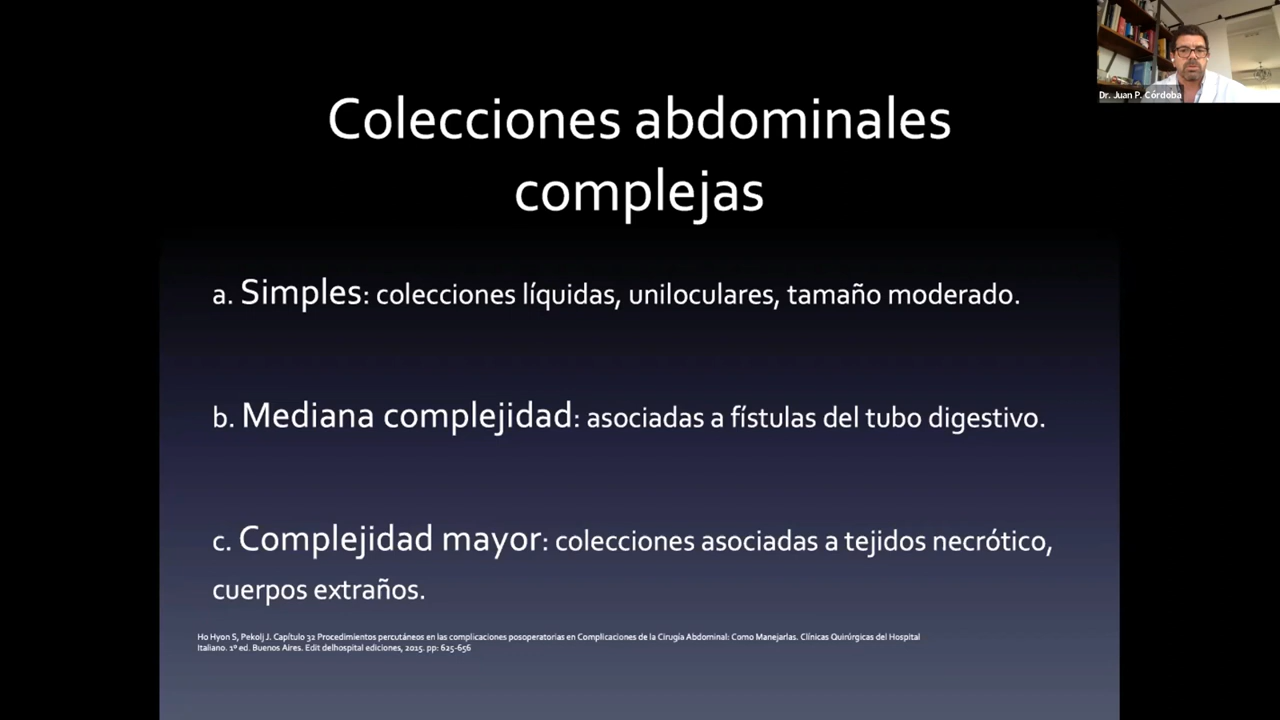 Dr. Juan P. Córdoba
Colecciones abdominales
complejas
a. Simples: colecciones líquidas, uniloculares, tamaño moderado.
b. Mediana complejidad: asociadas a fístulas del tubo digestivo.
c. Complejidad mayor: colecciones asociadas a tejidos necrótico,
cuerpos extraños.
Ho Hyon S, Pekolj J. Capítulo 32 Procedimientos percutáneos en las complicaciones posoperatorias en Complicaciones de la Cirugía Abdominal: Como Manejarlas. Clínicas Quirúrgicas del Hospital
Italiano. 1º ed. Buenos Aires. Edit delhospital ediciones, 2015. pp: 625-656